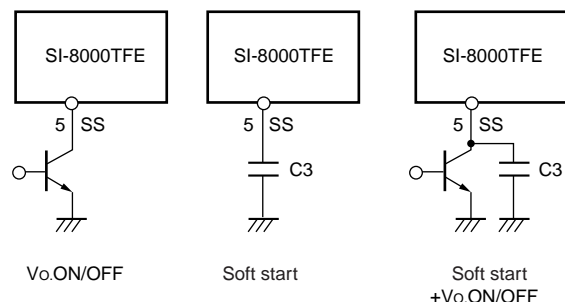 SI-8000TFE
5 SS
Vo.ON/OFF
SI-8000TFE
5 SS
C3
Soft start
SI-8000TFE
5 SS
C3
Soft start
+Vo.ON/OFF